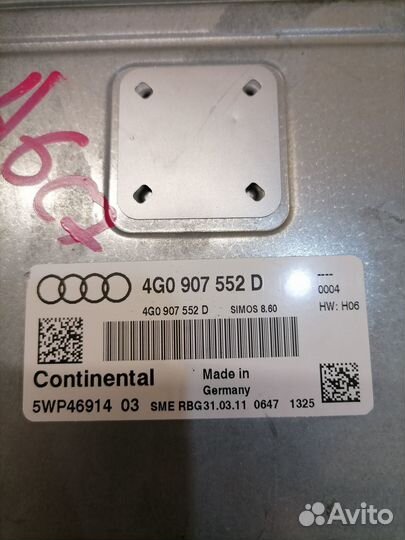 A6C7
4G0 907 552 D
4G0 907 552 D SIMOS 8.60
----
0004
HW: H06
Continental
Made in
Germany
5WP46914 03 SME RBG31.03.11 0647 1325
Avito